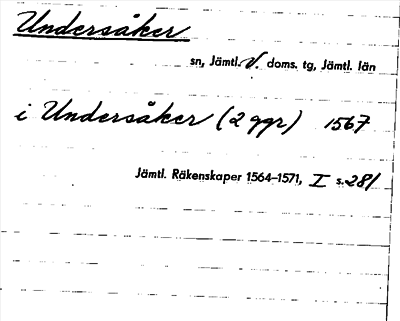 Undersåker
sn, Jämtl. V. doms. tg, Jämtl. län
i Undersåker (2 ggr) 1567
Jämtl. Räkenskaper 1564–1571, I s. 281